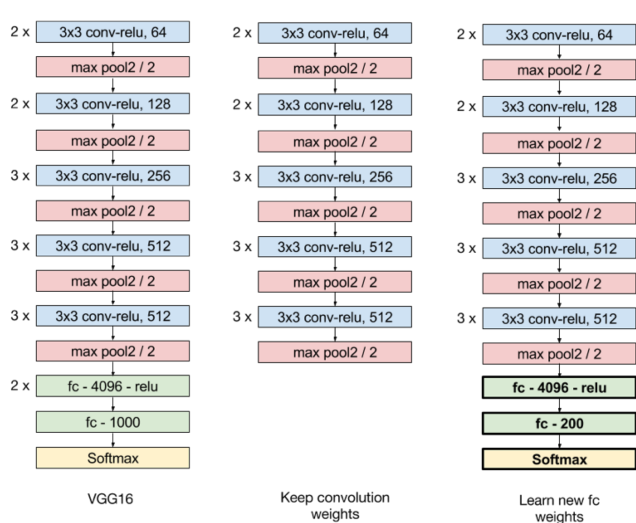 2 x 3x3 conv-relu, 64
max pool2 / 2
2 x 3x3 conv-relu, 128
max pool2 / 2
3 x 3x3 conv-relu, 256
max pool2 / 2
3 x 3x3 conv-relu, 512
max pool2 / 2
3 x 3x3 conv-relu, 512
max pool2 / 2
2 x fc - 4096 - relu
fc - 1000
Softmax
VGG16
2 x 3x3 conv-relu, 64
max pool2 / 2
2 x 3x3 conv-relu, 128
max pool2 / 2
3 x 3x3 conv-relu, 256
max pool2 / 2
3 x 3x3 conv-relu, 512
max pool2 / 2
3 x 3x3 conv-relu, 512
max pool2 / 2
Keep convolution
weights
2 x 3x3 conv-relu, 64
max pool2 / 2
2 x 3x3 conv-relu, 128
max pool2 / 2
3 x 3x3 conv-relu, 256
max pool2 / 2
3 x 3x3 conv-relu, 512
max pool2 / 2
3 x 3x3 conv-relu, 512
max pool2 / 2
fc - 4096 - relu
fc - 200
Softmax
Learn new fc
weights